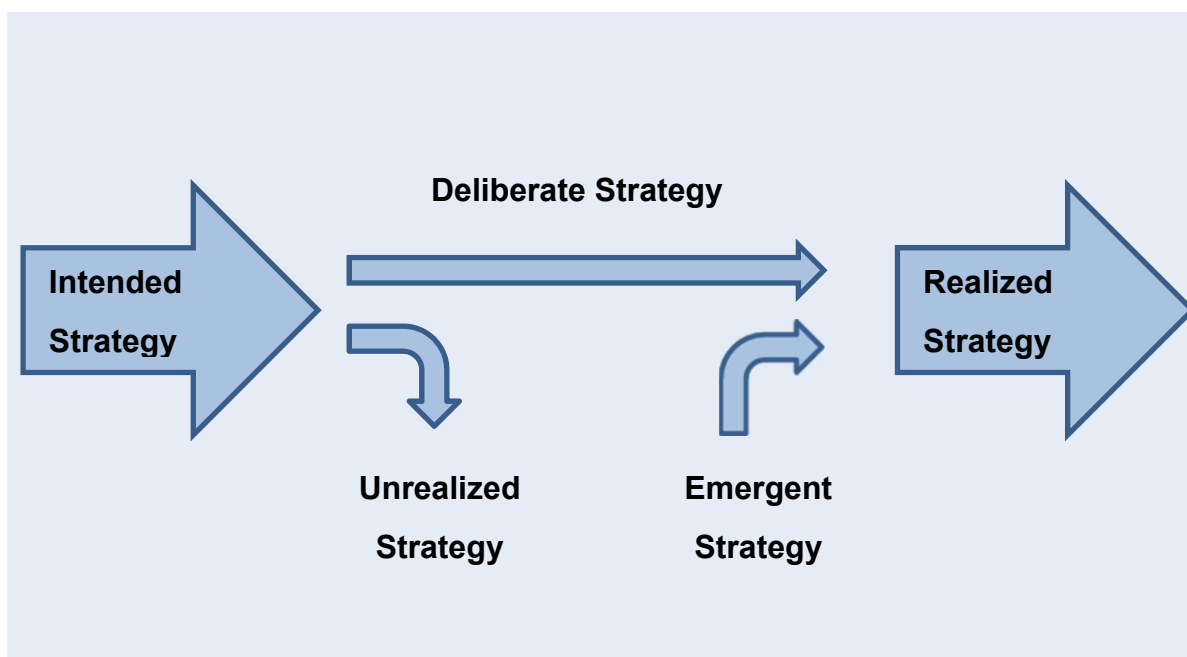 Deliberate Strategy
Intended
Strategy
Realized
Strategy
Unrealized
Strategy
Emergent
Strategy